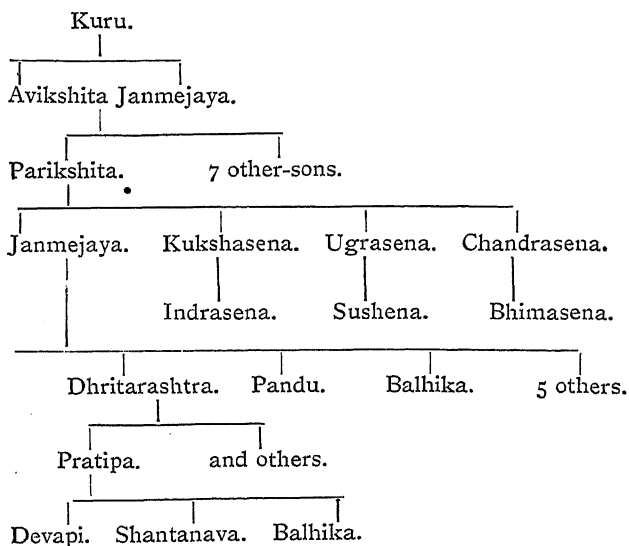 Kuru.
Avikshita Janmejaya.
Parikshita. 7 other-sons.
Janmejaya. Kukshasena. Ugrasena. Chandrasena.
Indrasena. Sushena. Bhimasena.
Dhritarashtra. Pandu. Balhika. 5 others.
Pratipa. and others.
Devapi. Shantanava. Balhika.